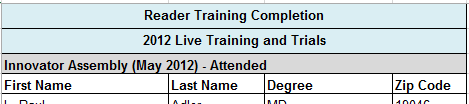 Reader Training Completion
2012 Live Training and Trials
Innovator Assembly (May 2012) - Attended
First Name Last Name Degree Zip Code